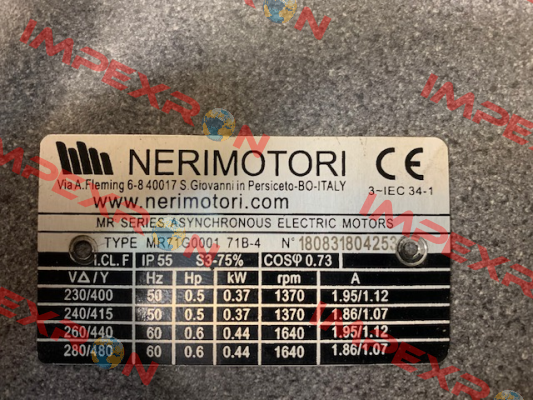 NERIMOTORI CE
Via A.Fleming 6-8 40017 S.Giovanni in Persiceto-BO-ITALY
3~IEC 34-1
www.nerimotori.com
MR SERIES ASYNCHRONOUS ELECTRIC MOTORS
TYPE MR71G0001 71B-4 N° 180831804253
I.CL.F IP 55 S3-75% COSφ 0.73
V∆/Y Hz Hp kW rpm A
230/400 50 0.5 0.37 1370 1.95/1.12
240/415 50 0.5 0.37 1370 1.86/1.07
260/440 60 0.6 0.44 1640 1.95/1.12
280/480 60 0.6 0.44 1640 1.86/1.07
IMPEXRON
IMPEXRON
IMPEXRON
IMPEXRON